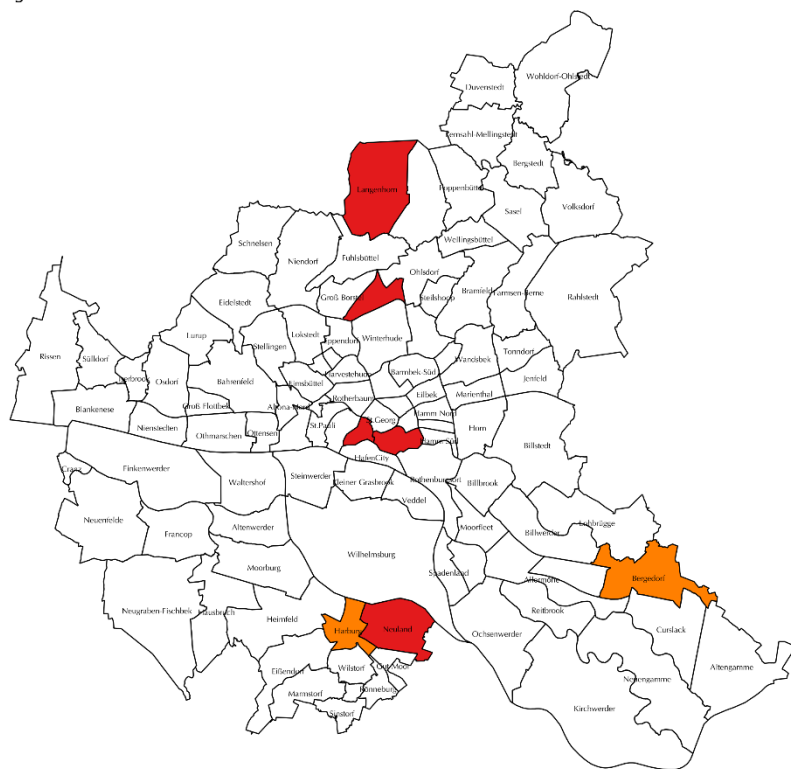 Wohldorf-Ohlstedt
Duvenstedt
Lemsahl-Mellingstedt
Bergstedt
Langenhorn
Poppenbüttel
Sasel
Volksdorf
Schnelsen
Niendorf
Fuhlsbüttel
Wellingsbüttel
Ohlsdorf
Groß Borstel
Steilshoop
Bramfeld
Farmsen-Berne
Rahlstedt
Eidelstedt
Lurup
Stellingen
Lokstedt
Eppendorf
Winterhude
Rissen
Sülldorf
Iserbrook
Osdorf
Bahrenfeld
Eimsbüttel
Harvestehude
Barmbek-Süd
Wandsbek
Tonndorf
Jenfeld
Blankenese
Groß Flottbek
Rotherbaum
Eilbek
Marienthal
Nienstedten
Othmarschen
Ottensen
St.Pauli
St.Georg
Hamm Nord
Hamm Süd
Horn
Billstedt
HafenCity
Cranz
Finkenwerder
Waltershof
Steinwerder
Kleiner Grasbrook
Veddel
Rothenburgsort
Billbrook
Neuenfelde
Francop
Altenwerder
Moorfleet
Billwerder
Lohbrügge
Moorburg
Wilhelmsburg
Spadenland
Allermöhe
Bergedorf
Neugraben-Fischbek
Hausbruch
Heimfeld
Harburg
Neuland
Ochsenwerder
Reitbrook
Curslack
Altengamme
Eißendorf
Wilstorf
Gut Moor
Rönneburg
Marmstorf
Sinstorf
Kirchwerder
Neuengamme